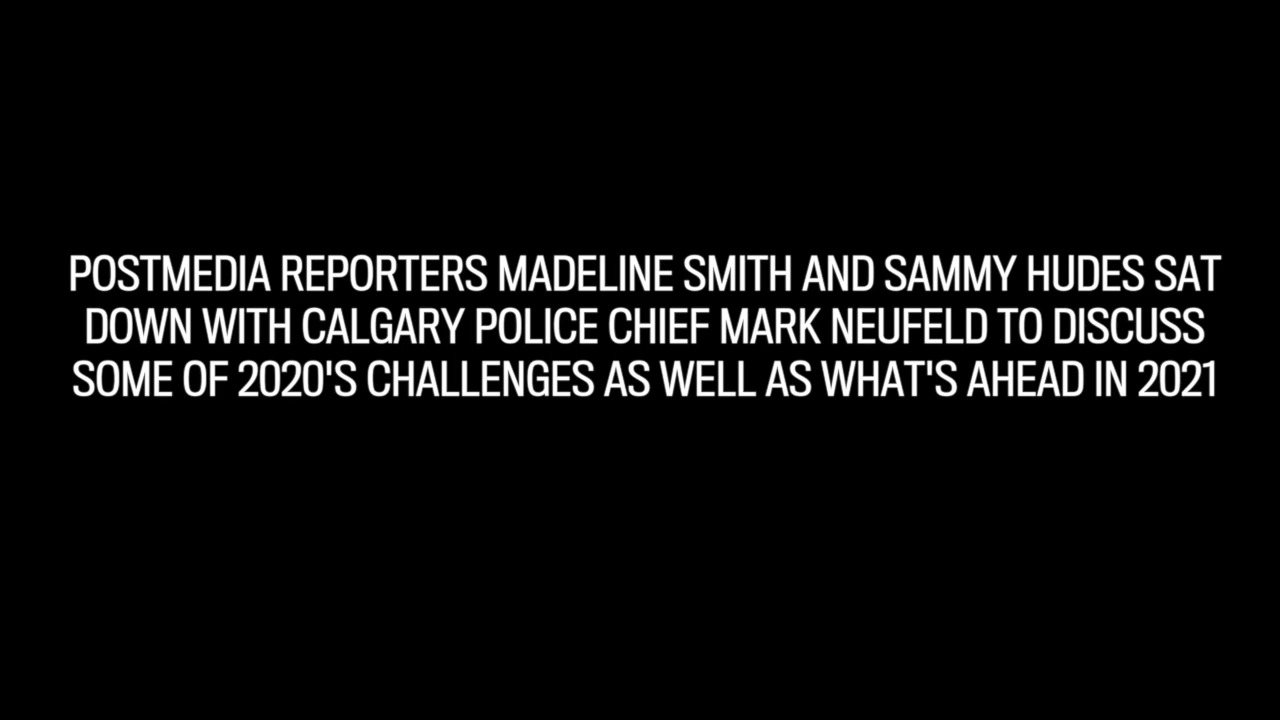 POSTMEDIA REPORTERS MADELINE SMITH AND SAMMY HUDES SAT
DOWN WITH CALGARY POLICE CHIEF MARK NEUFELD TO DISCUSS
SOME OF 2020'S CHALLENGES AS WELL AS WHAT'S AHEAD IN 2021